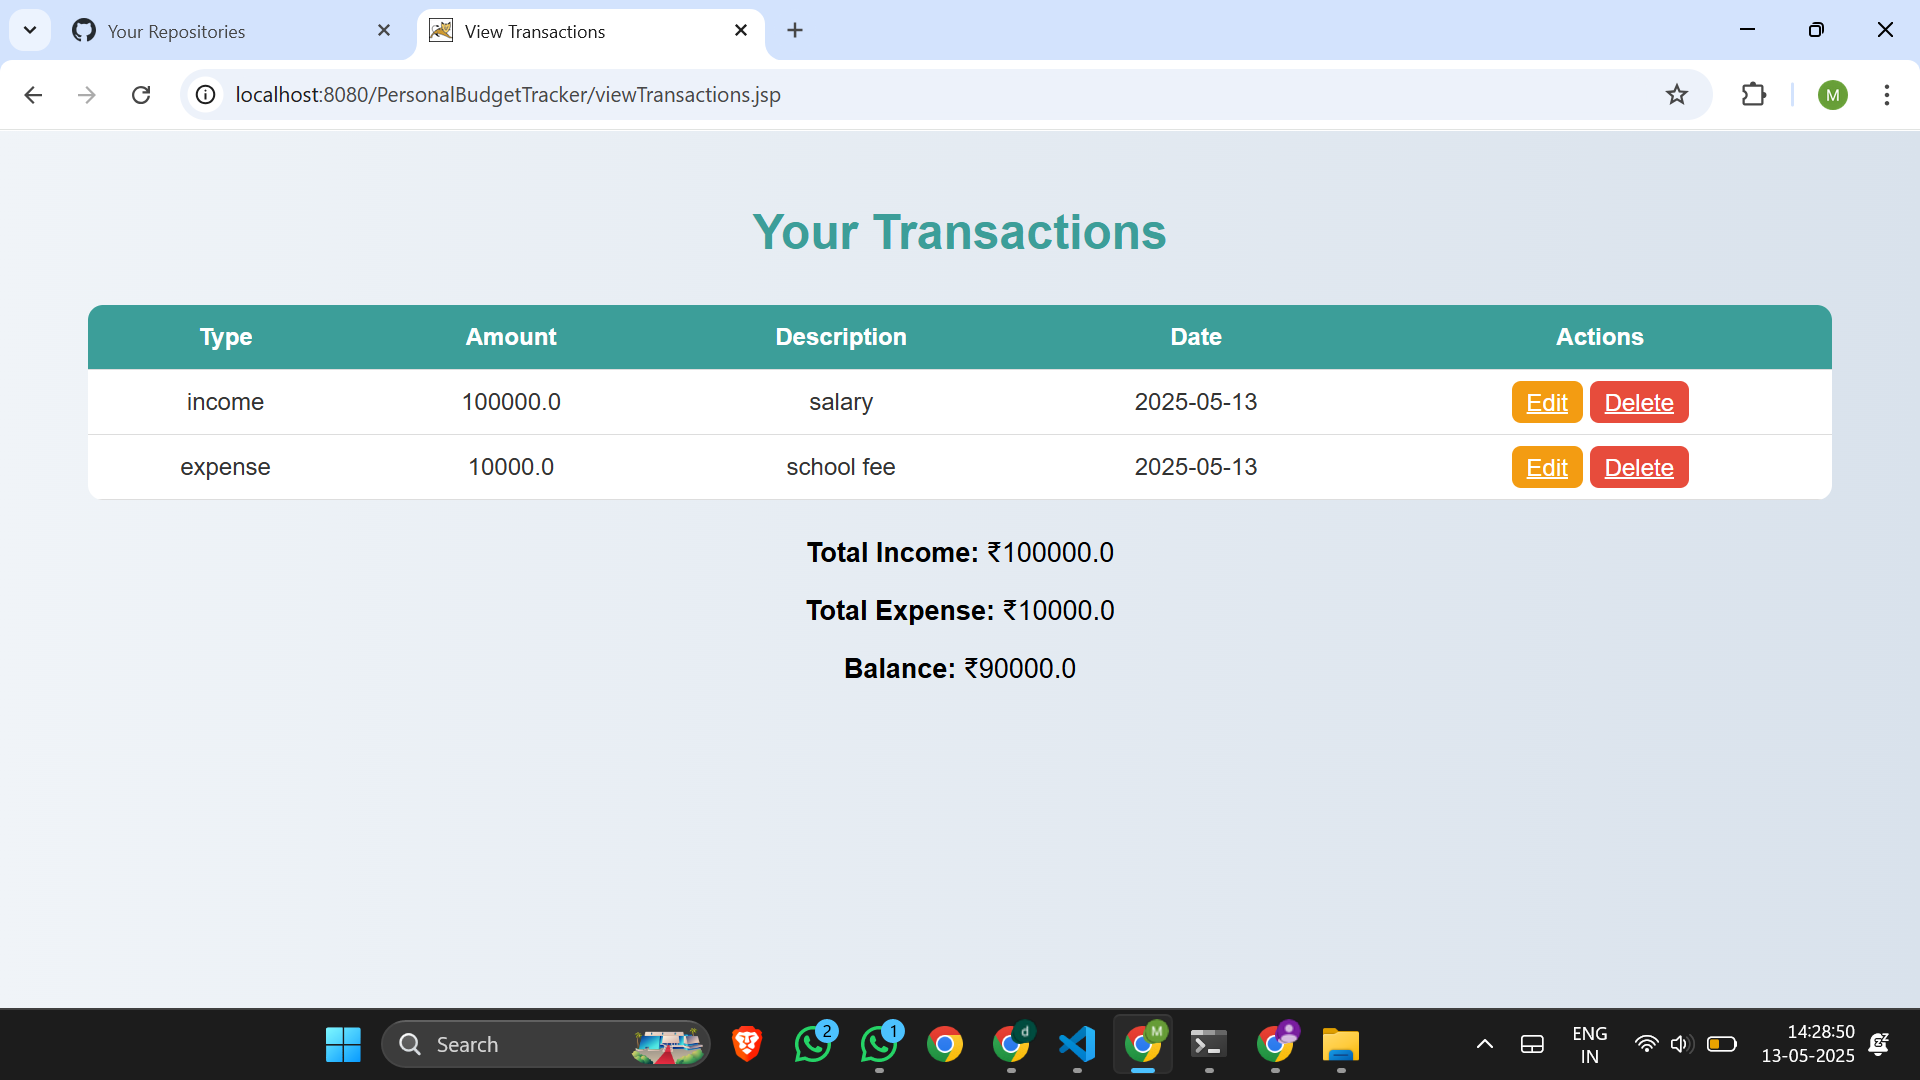 Your Repositories
View Transactions
localhost:8080/PersonalBudgetTracker/viewTransactions.jsp
M
Your Transactions
Type Amount Description Date Actions
income 100000.0 salary 2025-05-13 Edit Delete
expense 10000.0 school fee 2025-05-13 Edit Delete
Total Income: ₹100000.0
Total Expense: ₹10000.0
Balance: ₹90000.0
Search
2
1
d
M
ENG
IN
14:28:50
13-05-2025